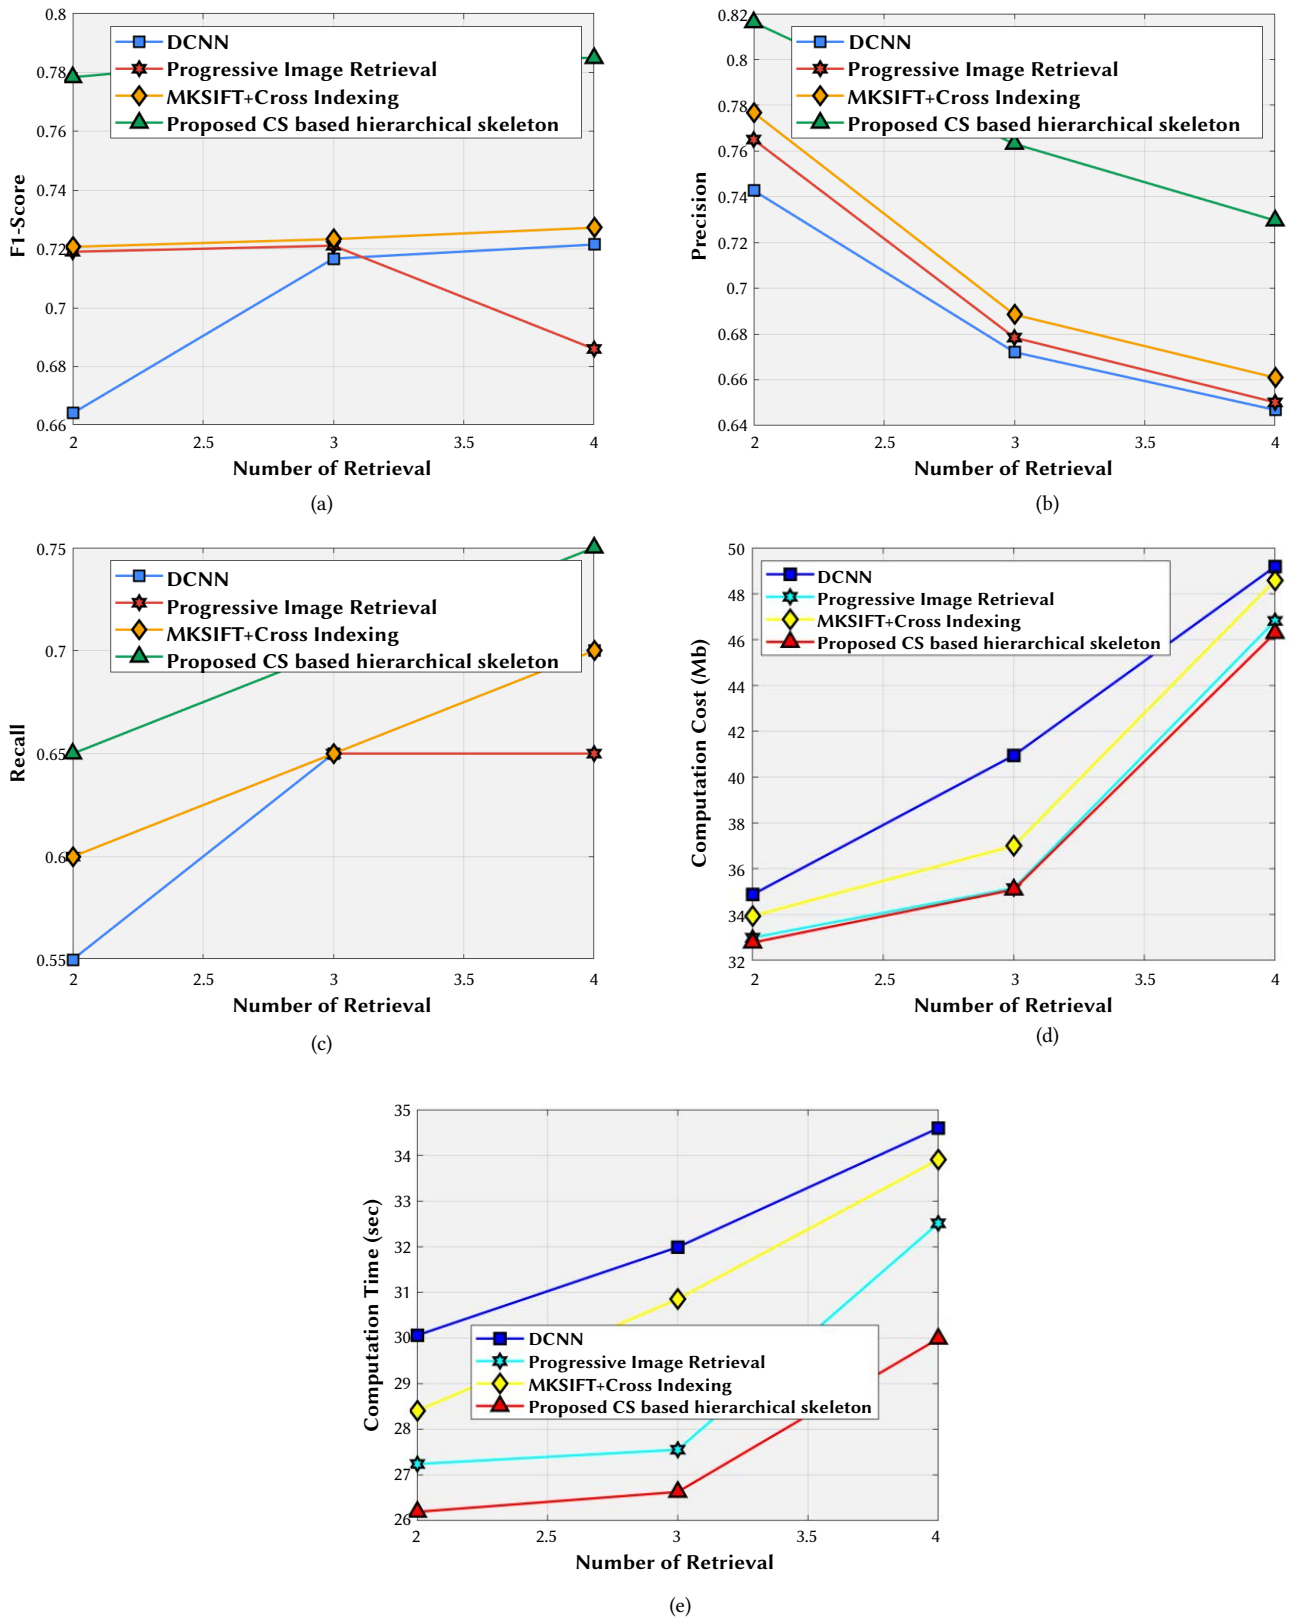 0.8
0.78
0.76
0.74
0.72
0.7
0.68
0.66
2
2.5
3
3.5
4
F1-Score
Number of Retrieval
DCNN
Progressive Image Retrieval
MKSIFT+Cross Indexing
Proposed CS based hierarchical skeleton
(a)
0.82
0.8
0.78
0.76
0.74
0.72
0.7
0.68
0.66
0.64
2
2.5
3
3.5
4
Precision
Number of Retrieval
DCNN
Progressive Image Retrieval
MKSIFT+Cross Indexing
Proposed CS based hierarchical skeleton
(b)
0.75
0.7
0.65
0.6
0.55
2
2.5
3
3.5
4
Recall
Number of Retrieval
DCNN
Progressive Image Retrieval
MKSIFT+Cross Indexing
Proposed CS based hierarchical skeleton
(c)
50
48
46
44
42
40
38
36
34
32
2
2.5
3
3.5
4
Computation Cost (Mb)
Number of Retrieval
DCNN
Progressive Image Retrieval
MKSIFT+Cross Indexing
Proposed CS based hierarchical skeleton
(d)
35
34
33
32
31
30
29
28
27
26
2
2.5
3
3.5
4
Computation Time (sec)
Number of Retrieval
DCNN
Progressive Image Retrieval
MKSIFT+Cross Indexing
Proposed CS based hierarchical skeleton
(e)